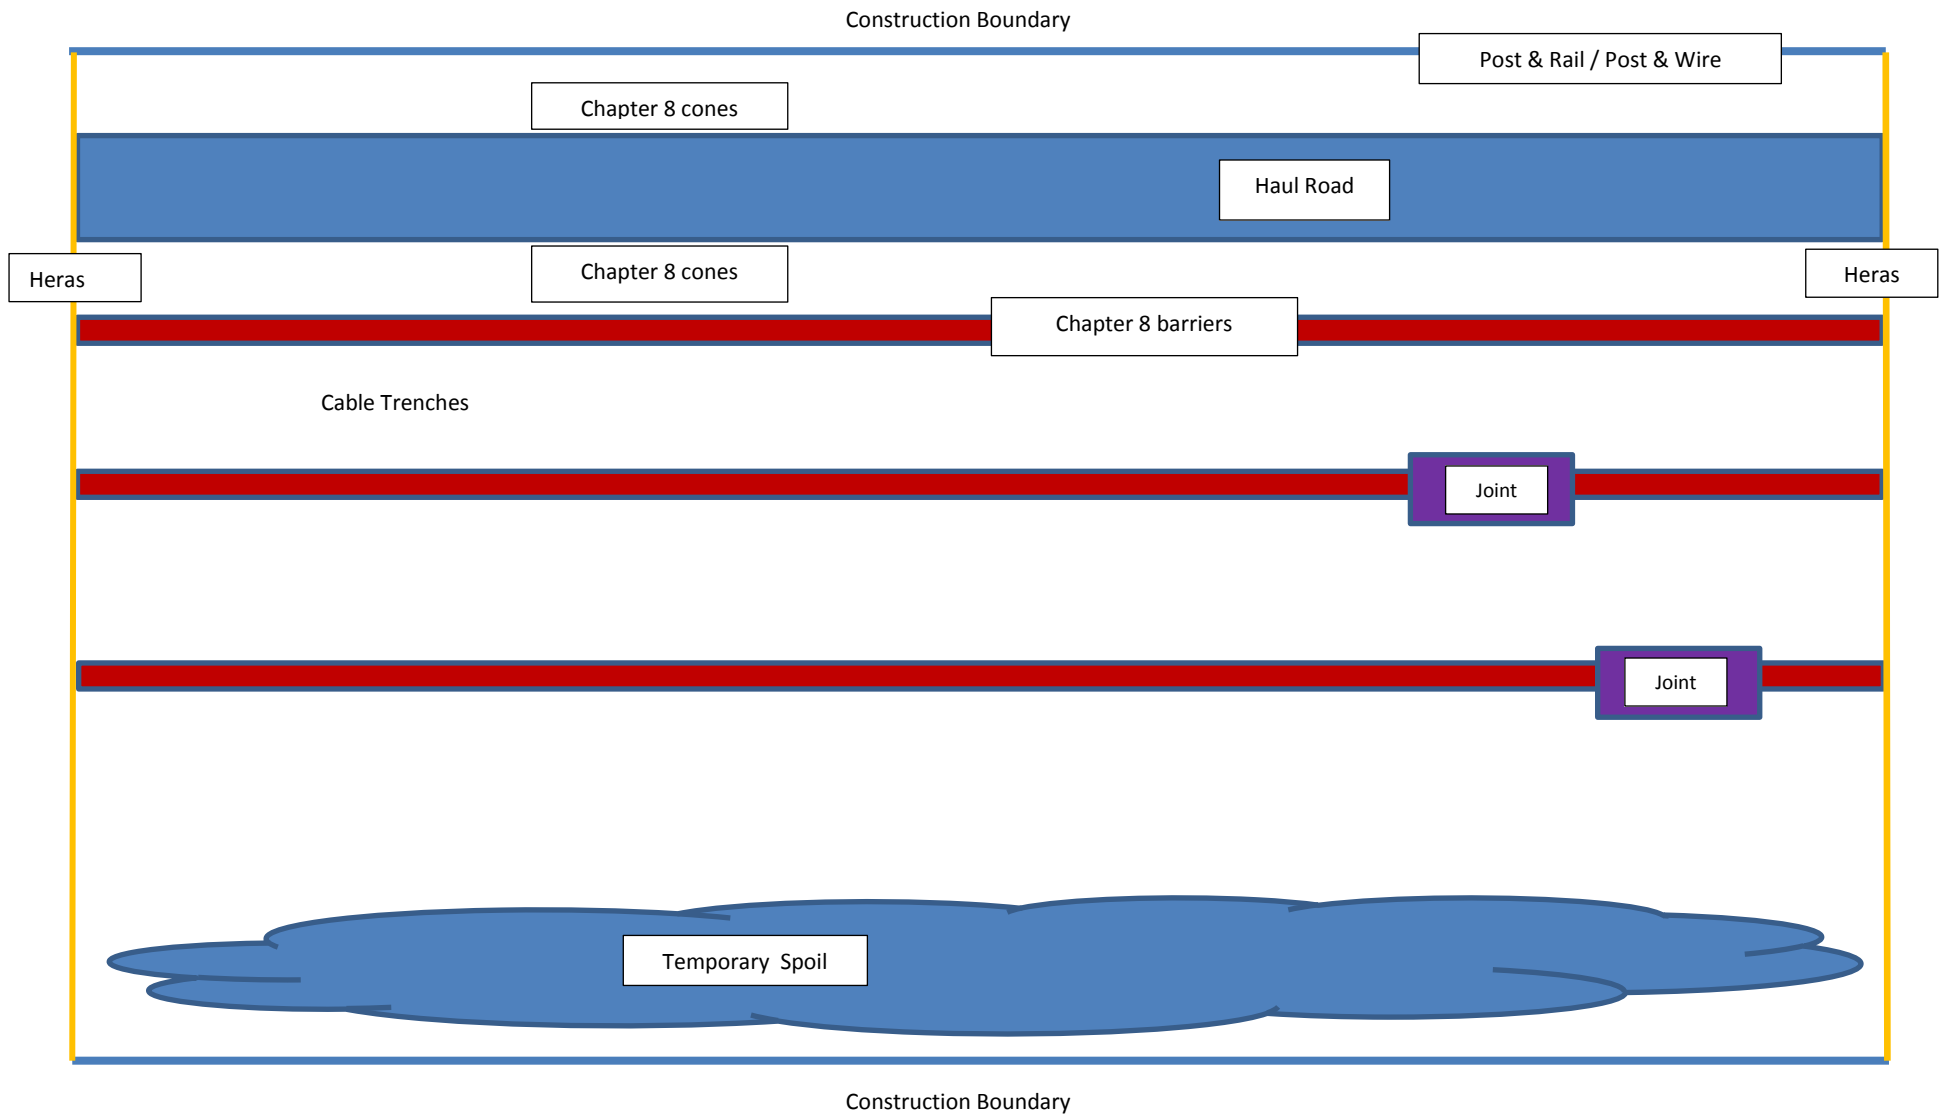 Construction Boundary
Post & Rail / Post & Wire
Chapter 8 cones
Haul Road
Heras
Chapter 8 cones
Heras
Chapter 8 barriers
Cable Trenches
Joint
Joint
Temporary Spoil
Construction Boundary